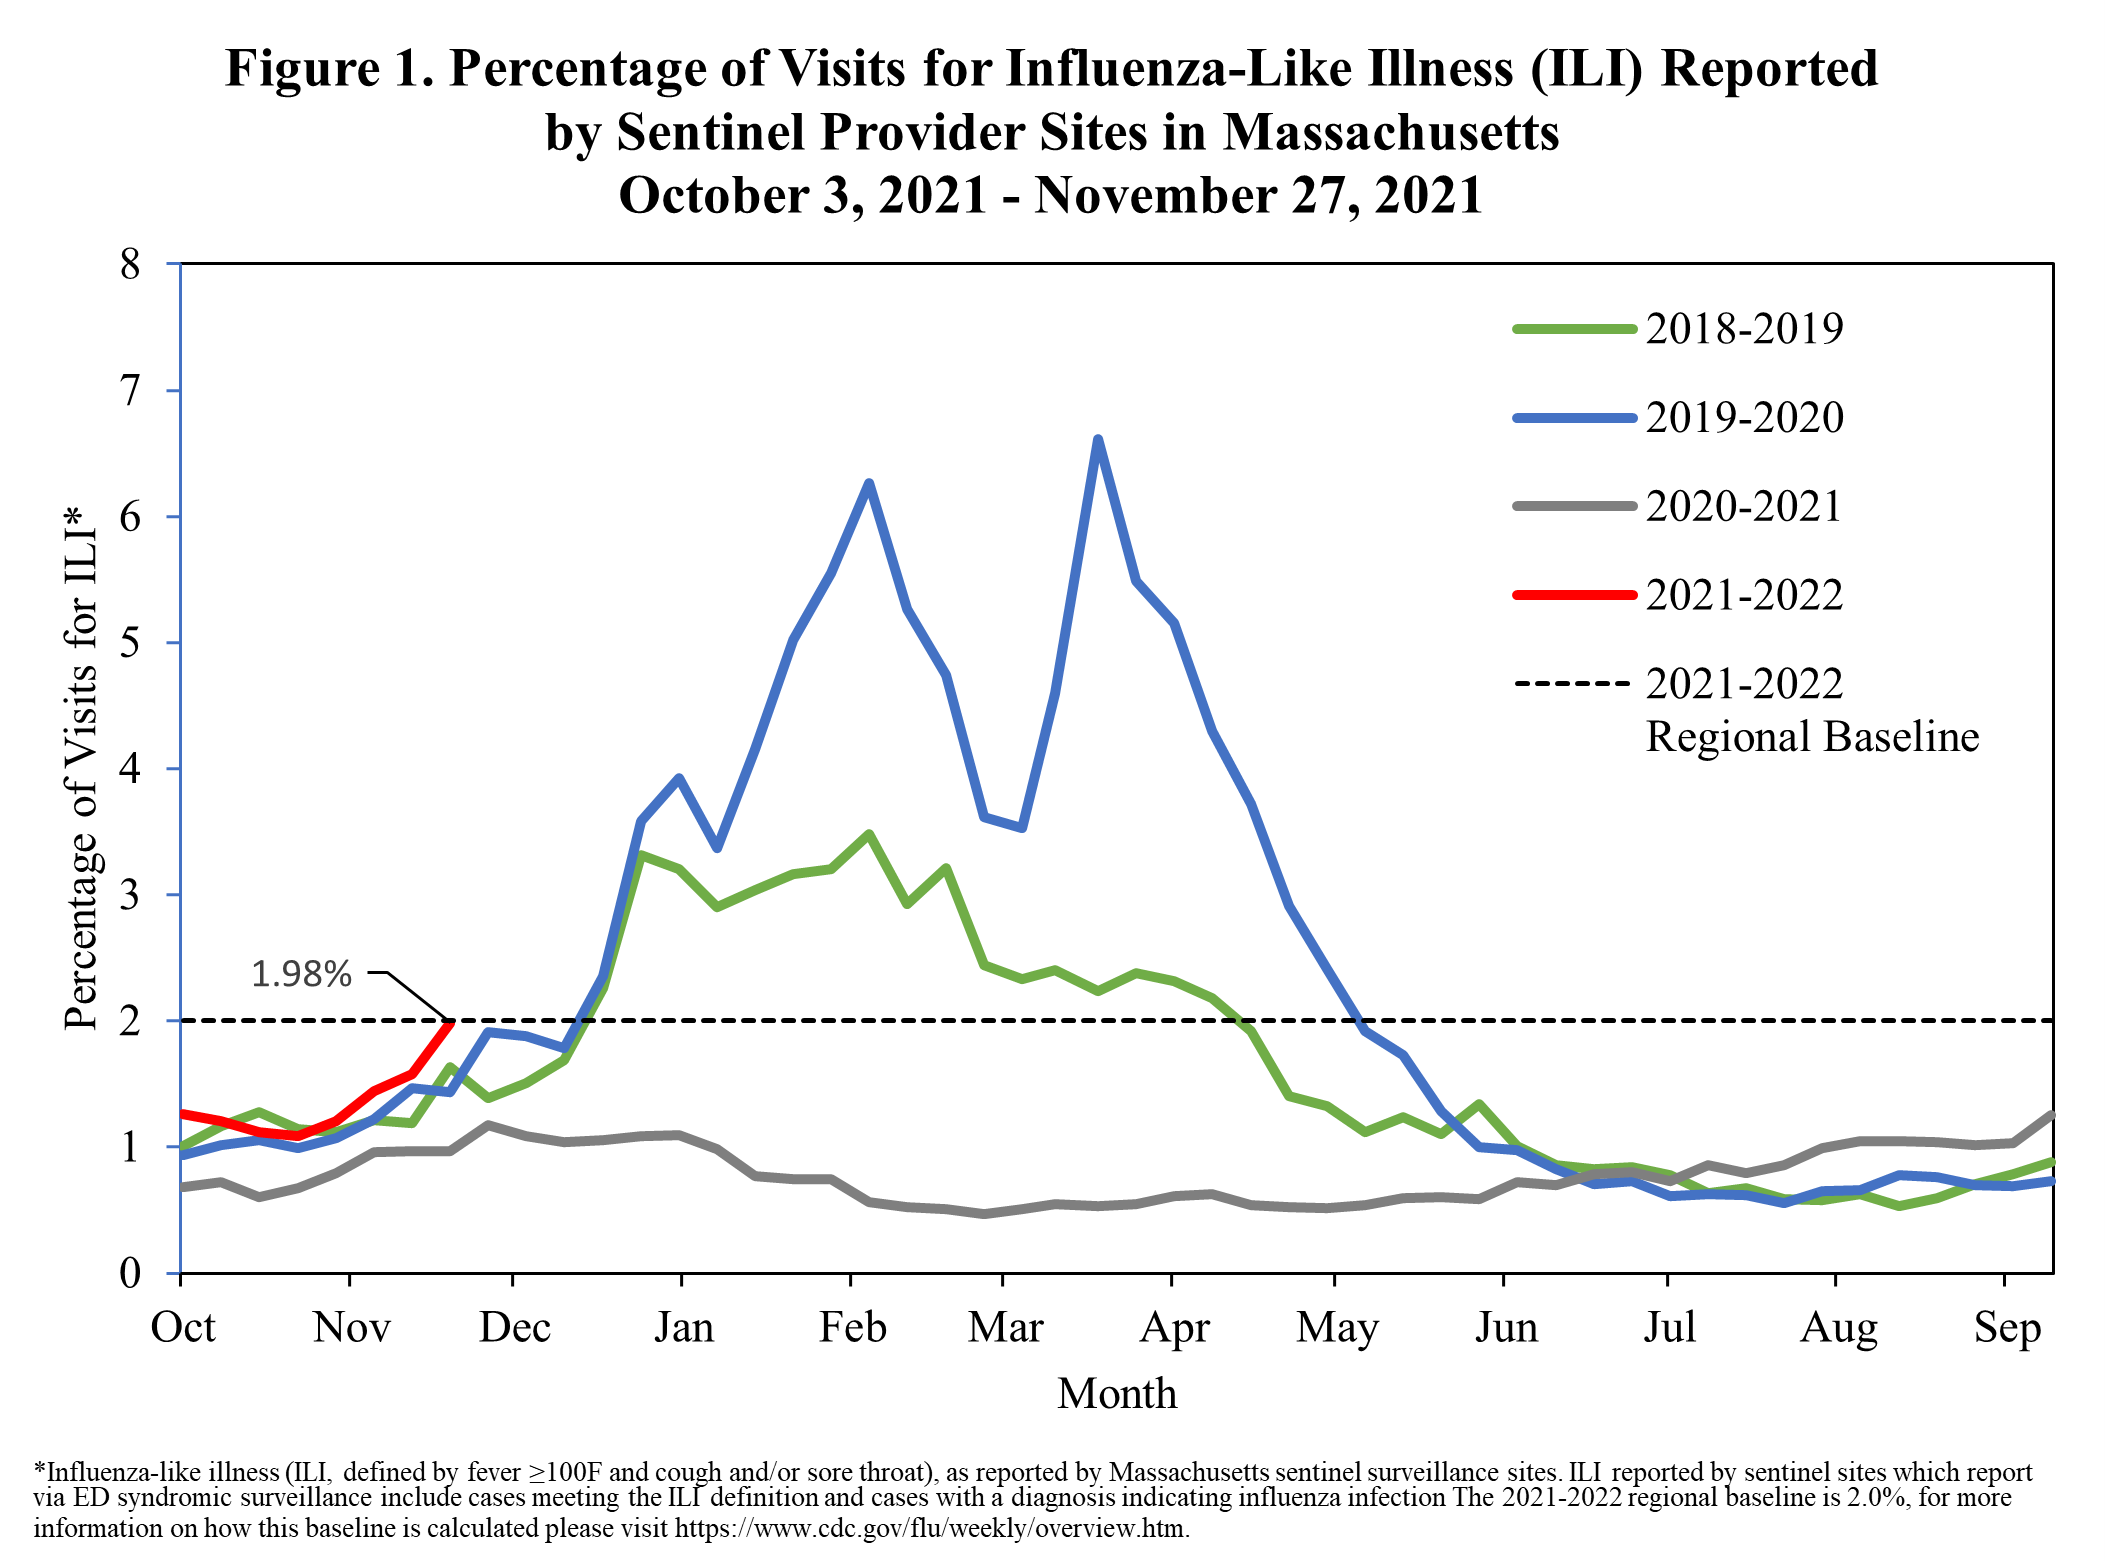 Figure 1. Percentage of Visits for Influenza-Like Illness (ILI) Reported
by Sentinel Provider Sites in Massachusetts
October 3, 2021 - November 27, 2021
8
7
6
5
4
3
2
1
0
Percentage of Visits for ILI*
1.98%
2018-2019
2019-2020
2020-2021
2021-2022
2021-2022
Regional Baseline
Oct Nov Dec Jan Feb Mar Apr May Jun Jul Aug Sep
Month
*Influenza-like illness (ILI, defined by fever ≥100F and cough and/or sore throat), as reported by Massachusetts sentinel surveillance sites. ILI reported by sentinel sites which report
via ED syndromic surveillance include cases meeting the ILI definition and cases with a diagnosis indicating influenza infection The 2021-2022 regional baseline is 2.0%, for more
information on how this baseline is calculated please visit https://www.cdc.gov/flu/weekly/overview.htm.